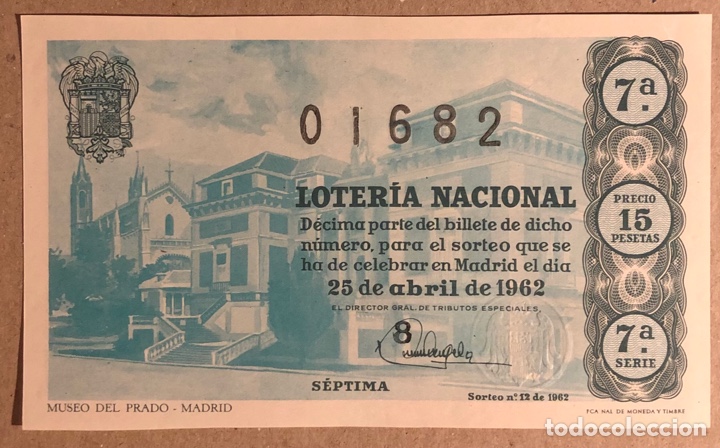 01682
7ª
LOTERÍA NACIONAL
Décima parte del billete de dicho
número, para el sorteo que se
ha de celebrar en Madrid el día
25 de abril de 1962
EL DIRECTOR GRAL. DE TRIBUTOS ESPECIALES,
8
PRECIO
15
PESETAS
7ª
SERIE
SÉPTIMA
Sorteo nº 12 de 1962
MUSEO DEL PRADO - MADRID
FCA NAL DE MONEDA Y TIMBRE
todocoleccion